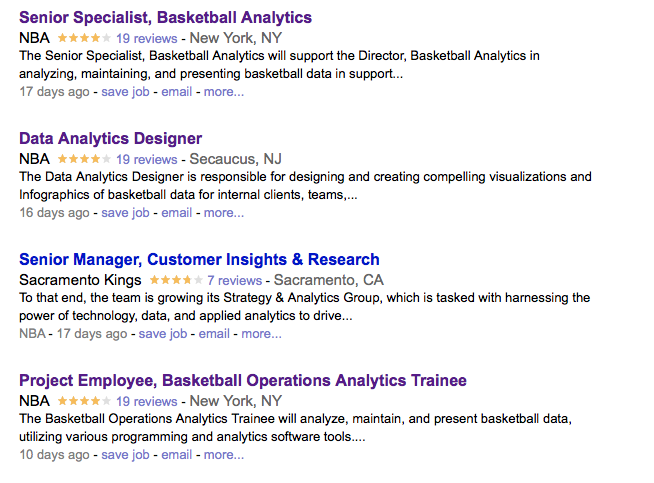 Senior Specialist, Basketball Analytics
NBA 19 reviews - New York, NY
The Senior Specialist, Basketball Analytics will support the Director, Basketball Analytics in
analyzing, maintaining, and presenting basketball data in support...
17 days ago - save job - email - more...
Data Analytics Designer
NBA 19 reviews - Secaucus, NJ
The Data Analytics Designer is responsible for designing and creating compelling visualizations and
Infographics of basketball data for internal clients, teams,...
16 days ago - save job - email - more...
Senior Manager, Customer Insights & Research
Sacramento Kings 7 reviews - Sacramento, CA
To that end, the team is growing its Strategy & Analytics Group, which is tasked with harnessing the
power of technology, data, and applied analytics to drive...
NBA - 17 days ago - save job - email - more...
Project Employee, Basketball Operations Analytics Trainee
NBA 19 reviews - New York, NY
The Basketball Operations Analytics Trainee will analyze, maintain, and present basketball data,
utilizing various programming and analytics software tools....
10 days ago - save job - email - more...